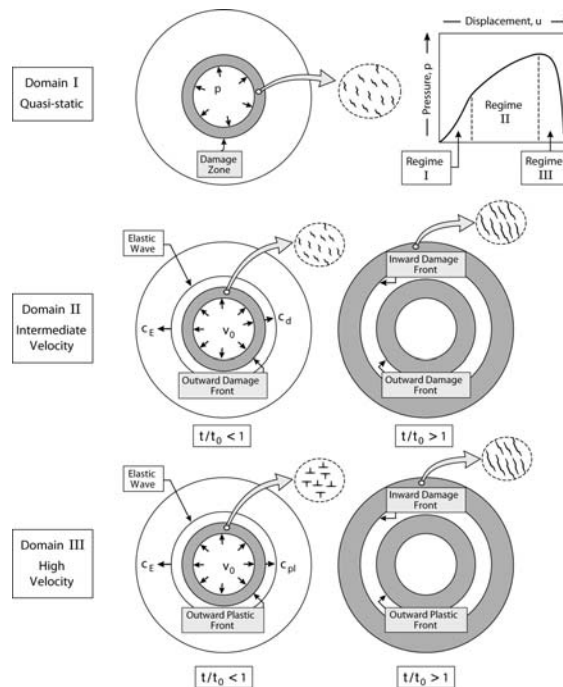 Displacement, u
Domain I
Quasi-static
p
Damage
Zone
Pressure, p
Regime
II
Regime
I
Regime
III
Elastic
Wave
Inward Damage
Front
Domain II
Intermediate
Velocity
c_E
v_0
c_d
Outward Damage
Front
Outward Damage
Front
t/t_0 < 1
t/t_0 > 1
Elastic
Wave
Inward Damage
Front
Domain III
High
Velocity
c_E
v_0
c_pl
Outward Plastic
Front
Outward Plastic
Front
t/t_0 < 1
t/t_0 > 1